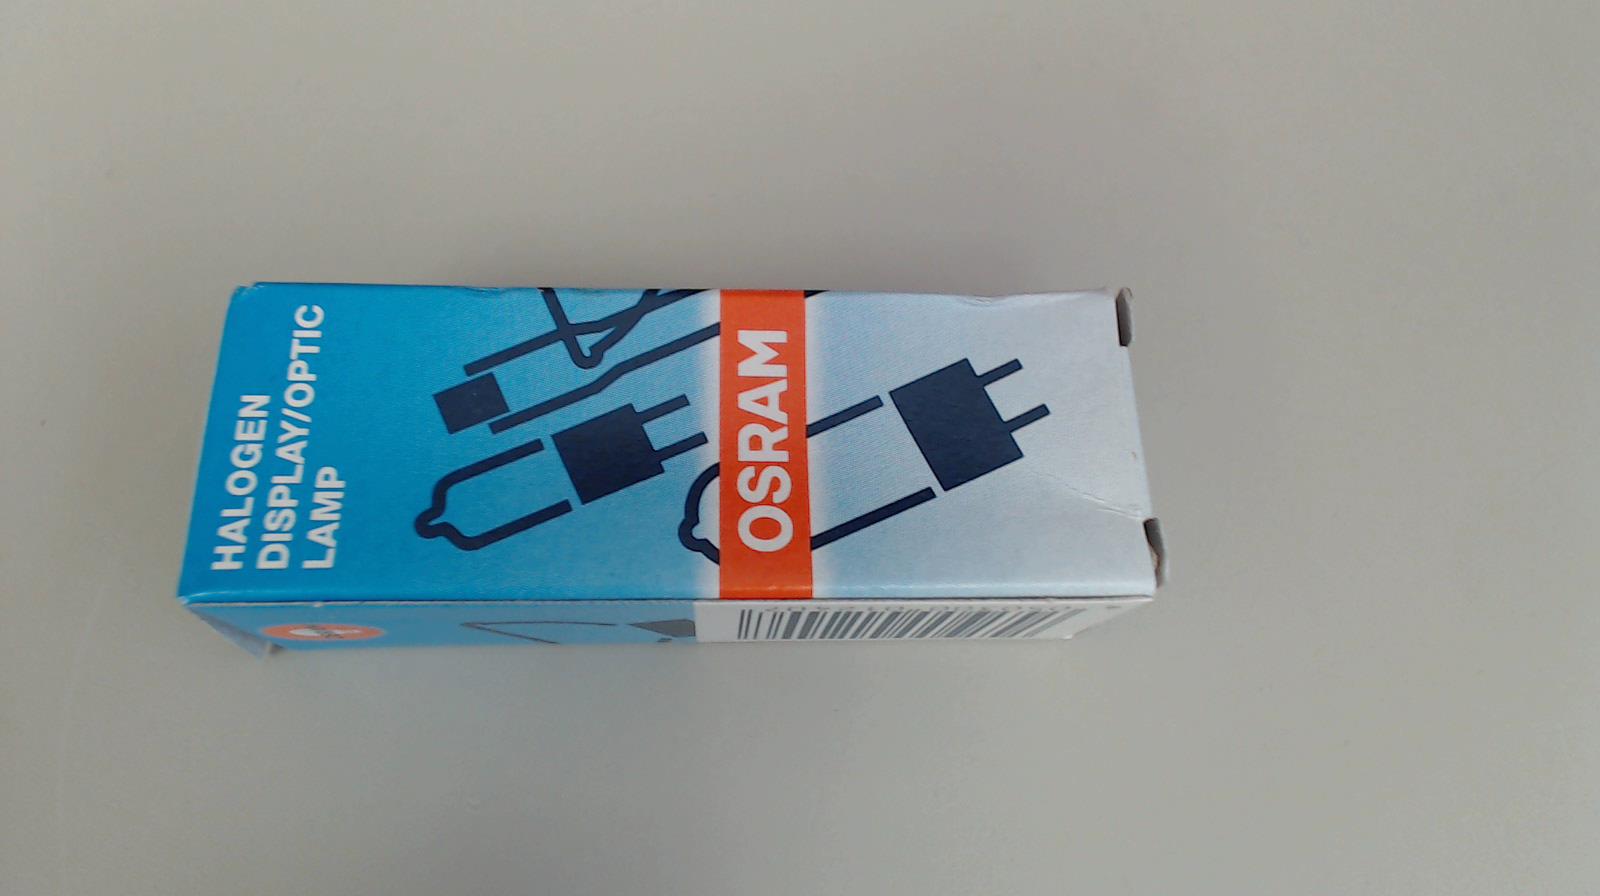 HALOGEN
DISPLAY/OPTIC
LAMP
OSRAM